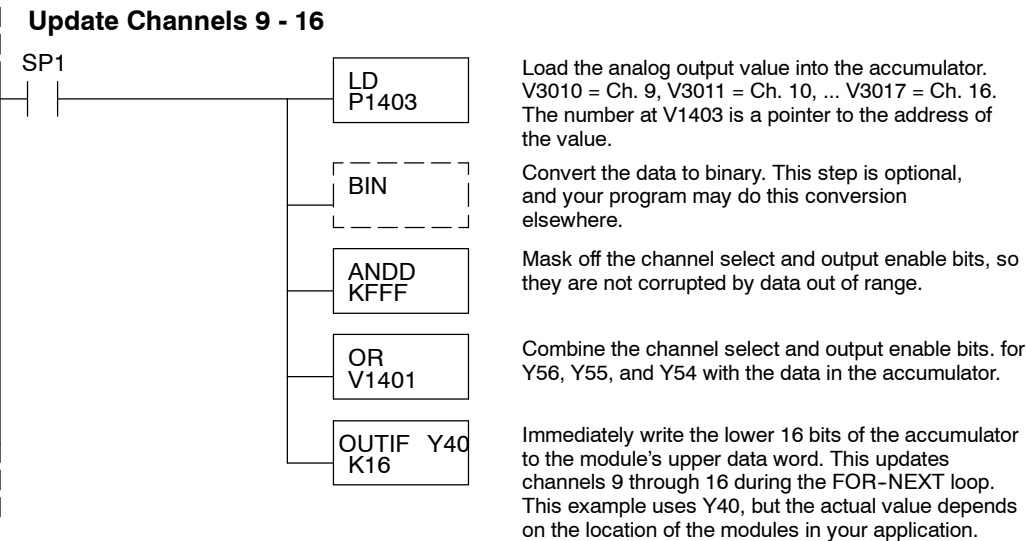 Update Channels 9 - 16
SP1
LD
P1403
Load the analog output value into the accumulator.
V3010 = Ch. 9, V3011 = Ch. 10, ... V3017 = Ch. 16.
The number at V1403 is a pointer to the address of
the value.
BIN
Convert the data to binary. This step is optional,
and your program may do this conversion
elsewhere.
ANDD
KFFF
Mask off the channel select and output enable bits, so
they are not corrupted by data out of range.
OR
V1401
Combine the channel select and output enable bits. for
Y56, Y55, and Y54 with the data in the accumulator.
OUTIF Y40
K16
Immediately write the lower 16 bits of the accumulator
to the module's upper data word. This updates
channels 9 through 16 during the FOR-NEXT loop.
This example uses Y40, but the actual value depends
on the location of the modules in your application.